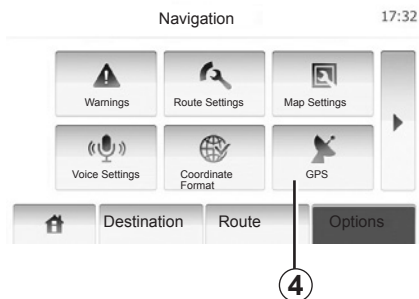 Navigation 17:32
Warnings Route Settings Map Settings
Voice Settings Coordinate Format GPS
Destination Route Options
4